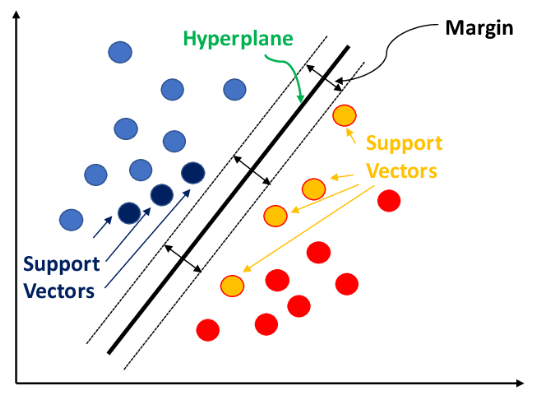 Margin
Hyperplane
Support
Vectors
Support
Vectors